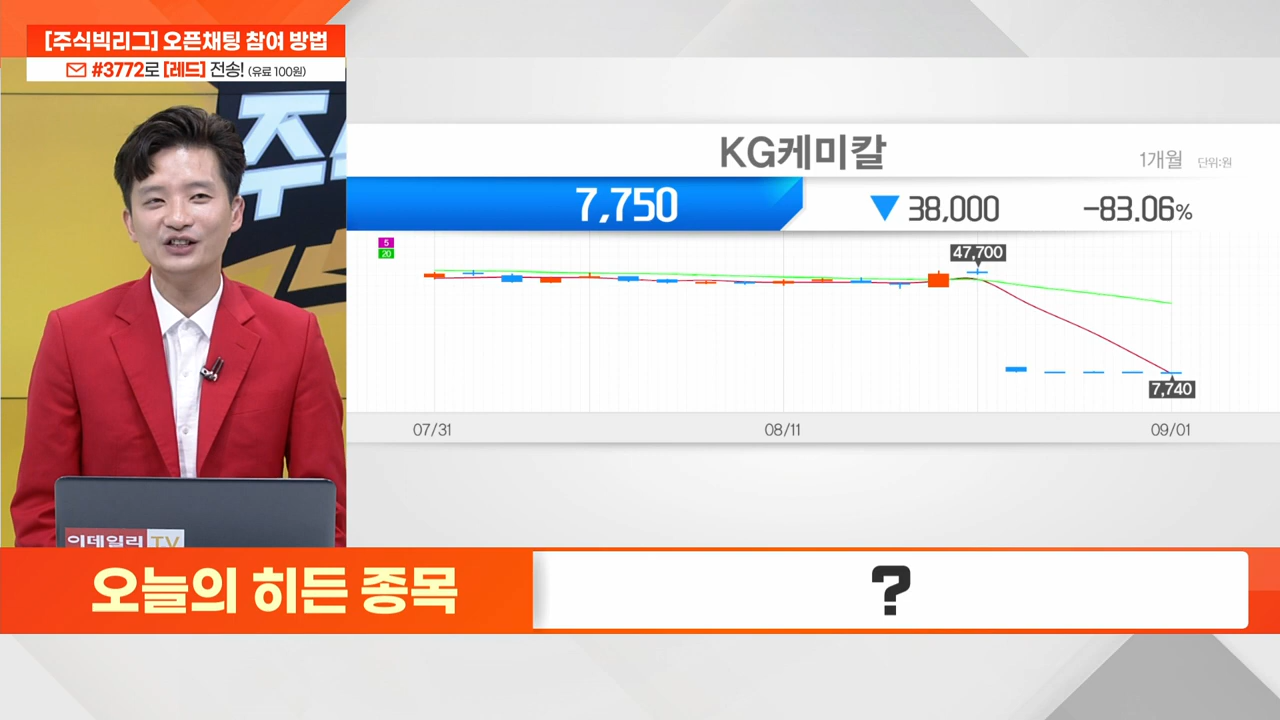 [주식빅리그] 오픈채팅 참여 방법
#3772로 [레드] 전송! (유료 100원)
주
이데일리 TV
KG케미칼
1개월 단위:원
7,750 ▼ 38,000 -83.06%
5
20
47,700
7,740
07/31 08/11 09/01
오늘의 히든 종목 ?